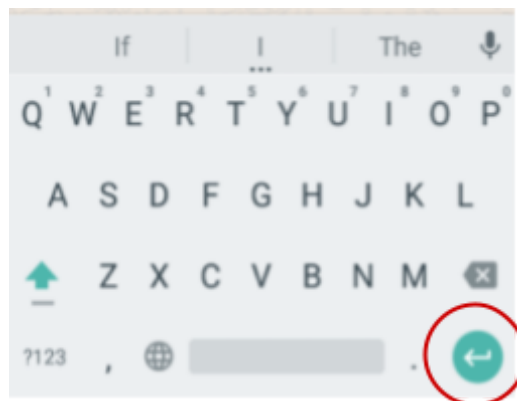 If I The
Q1 W2 E3 R4 T5 Y6 U7 I8 O9 P0
A S D F G H J K L
Z X C V B N M
?123 , .